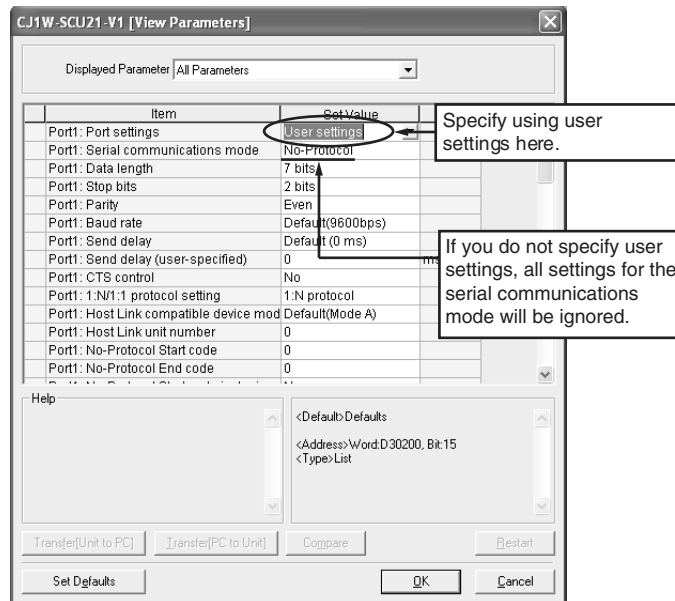 CJ1W-SCU21-V1 [View Parameters]
Displayed Parameter All Parameters
Item Set Value
Port1: Port settings User settings
Port1: Serial communications mode No-Protocol
Port1: Data length 7 bits
Port1: Stop bits 2 bits
Port1: Parity Even
Port1: Baud rate Default(9600bps)
Port1: Send delay Default (0 ms)
Port1: Send delay (user-specified) 0
Port1: CTS control No
Port1: 1:N/1:1 protocol setting 1:N protocol
Port1: Host Link compatible device mod Default(Mode A)
Port1: Host Link unit number 0
Port1: No-Protocol Start code 0
Port1: No-Protocol End code 0
Specify using user
settings here.
If you do not specify user
settings, all settings for the
serial communications
mode will be ignored.
Help
<Default>Defaults
<Address>Word:D30200, Bit:15
<Type>List
Transfer[Unit to PC] Transfer[PC to Unit] Compare Restart
Set Defaults OK Cancel